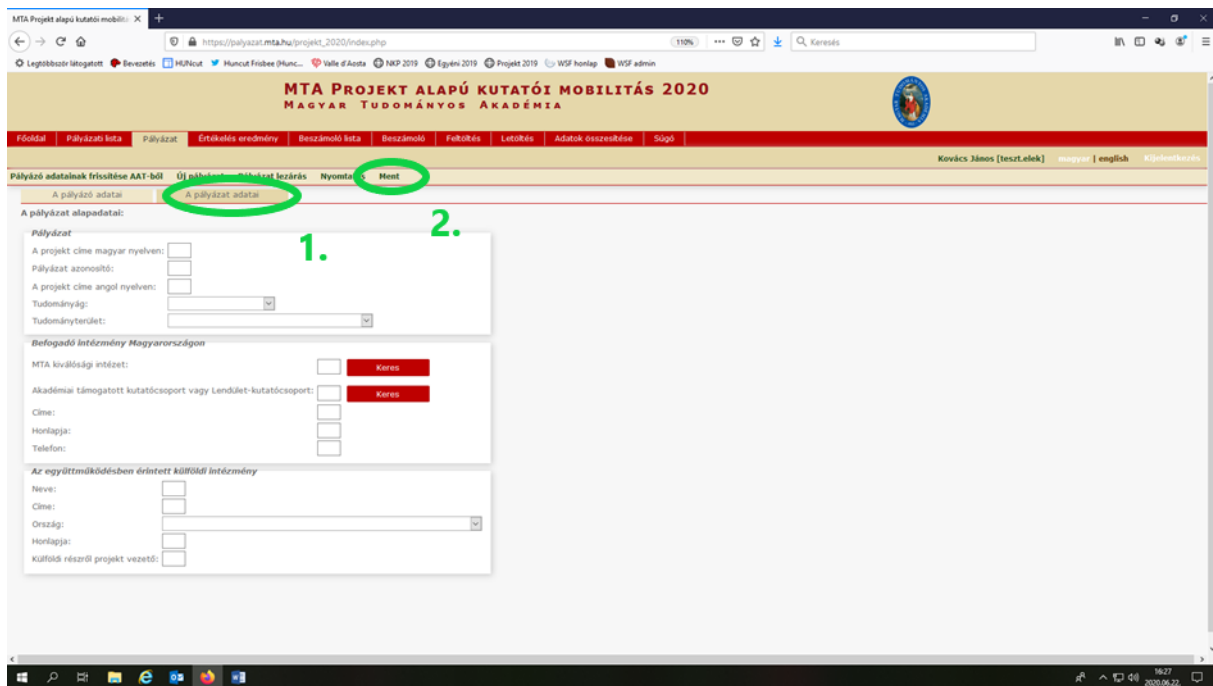 MTA Projekt alapú kutatói mobilitá
https://palyazat.mta.hu/projekt_2020/index.php
110%
Keresés
Legtöbbször látogatott Bevezetés HUNcut Huncut Frisbee (Hunc... Valle d'Aosta NKP 2019 Egyéni 2019 Projekt 2019 WSF honlap WSF admin
MTA Projekt alapú kutatói mobilitás 2020
Magyar Tudományos Akadémia
Főoldal Pályázati lista Pályázat Értékelés eredmény Beszámoló lista Beszámoló Feltöltés Letöltés Adatok összesítése Súgó
Kovács János [teszt.elek] magyar | english Kijelentkezés
Pályázó adatainak frissítése AAT-ből Új pályázat Pályázat lezárás Nyomtatás Ment
A pályázó adatai A pályázat adatai
A pályázat alapadatai:
1.
2.
Pályázat
A projekt címe magyar nyelven:
Pályázat azonosító:
A projekt címe angol nyelven:
Tudományág:
Tudományterület:
Befogadó intézmény Magyarországon
MTA kiválósági intézet: Keres
Akadémiai támogatott kutatócsoport vagy Lendület-kutatócsoport: Keres
Címe:
Honlapja:
Telefon:
Az együttműködésben érintett külföldi intézmény
Neve:
Címe:
Ország:
Honlapja:
Külföldi részről projekt vezető:
16:27
2020.06.22.